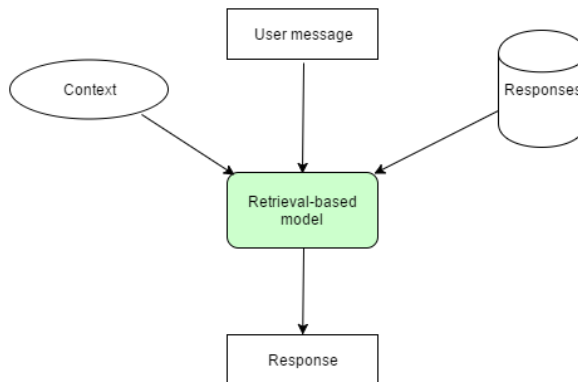 User message
Context
Responses
Retrieval-based
model
Response